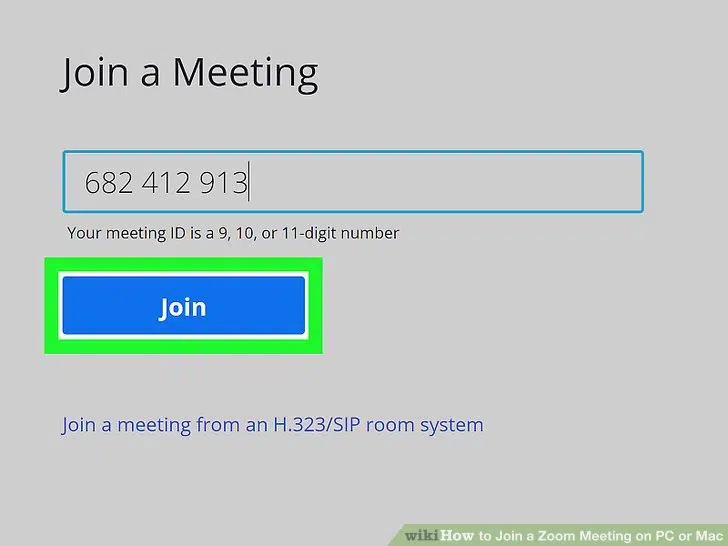 Join a Meeting
682 412 913
Your meeting ID is a 9, 10, or 11-digit number
Join
Join a meeting from an H.323/SIP room system
wikiHow to Join a Zoom Meeting on PC or Mac